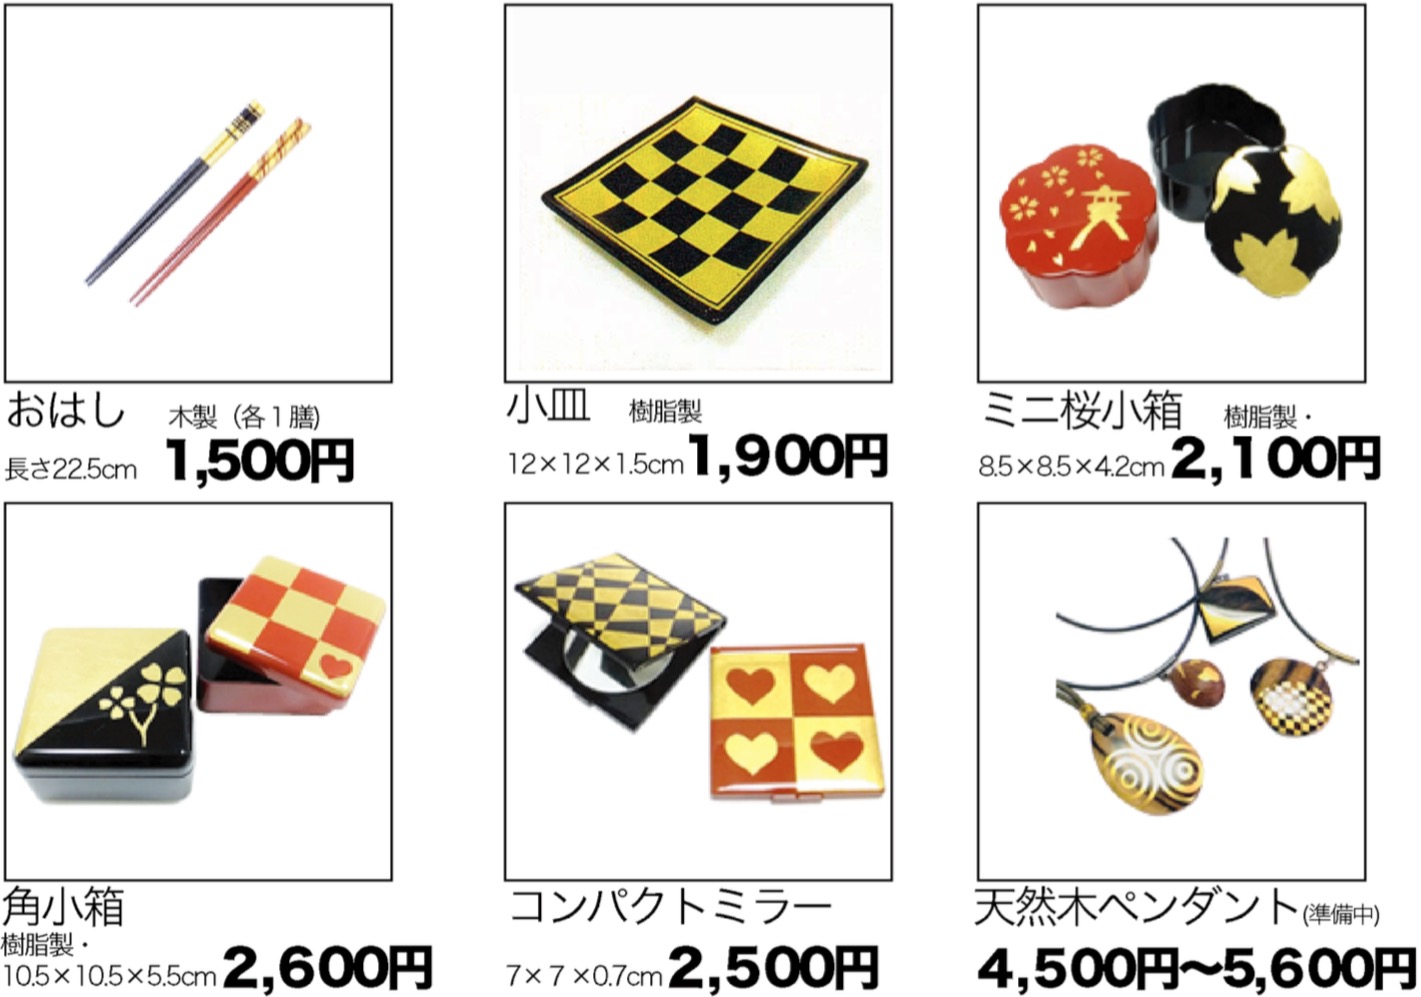 おはし 木製（各１膳）
長さ22.5cm 1,500円
小皿 樹脂製
12×12×1.5cm 1,900円
ミニ桜小箱 樹脂製・
8.5×8.5×4.2cm 2,100円
角小箱
樹脂製・
10.5×10.5×5.5cm 2,600円
コンパクトミラー
7×７×0.7cm 2,500円
天然木ペンダント(準備中)
4,500円〜5,600円